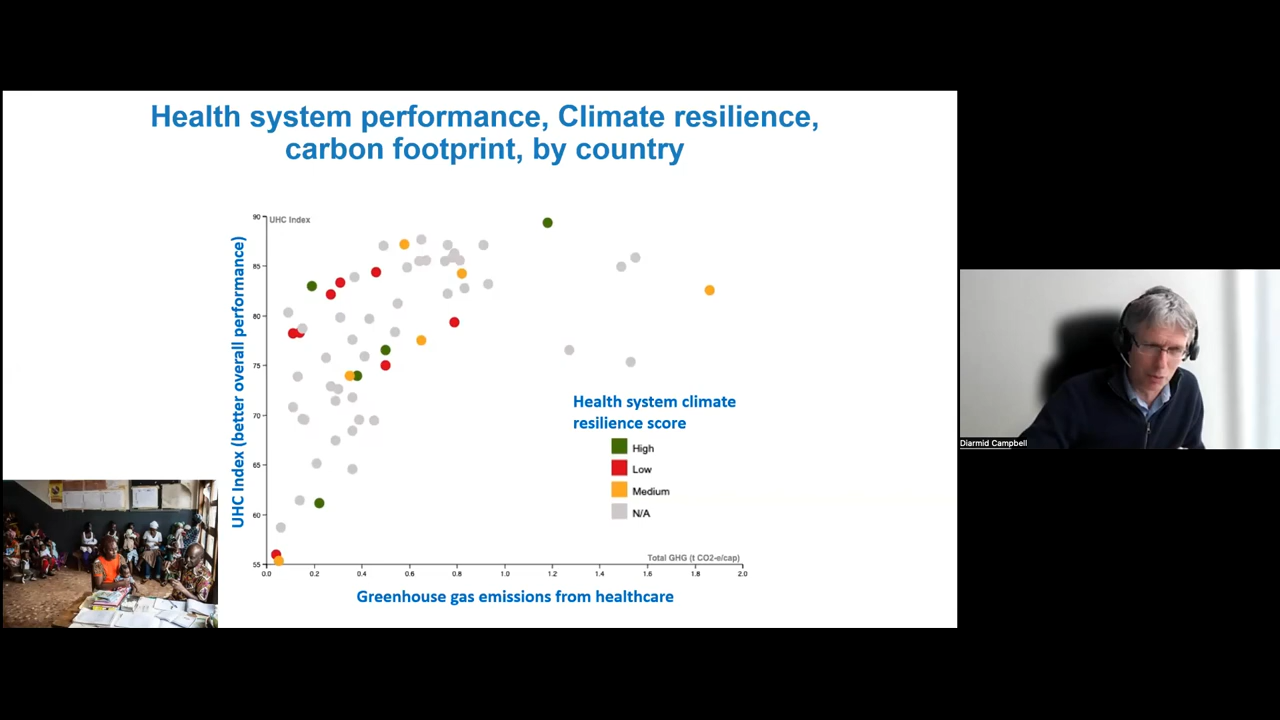 Health system performance, Climate resilience,
carbon footprint, by country
UHC Index (better overall performance)
UHC Index
90
85
80
75
70
65
60
55
0.0 0.2 0.4 0.6 0.8 1.0 1.2 1.4 1.6 1.8 2.0
Total GHG (t CO2-e/cap)
Greenhouse gas emissions from healthcare
Health system climate
resilience score
High
Low
Medium
N/A
Diarmid Campbell